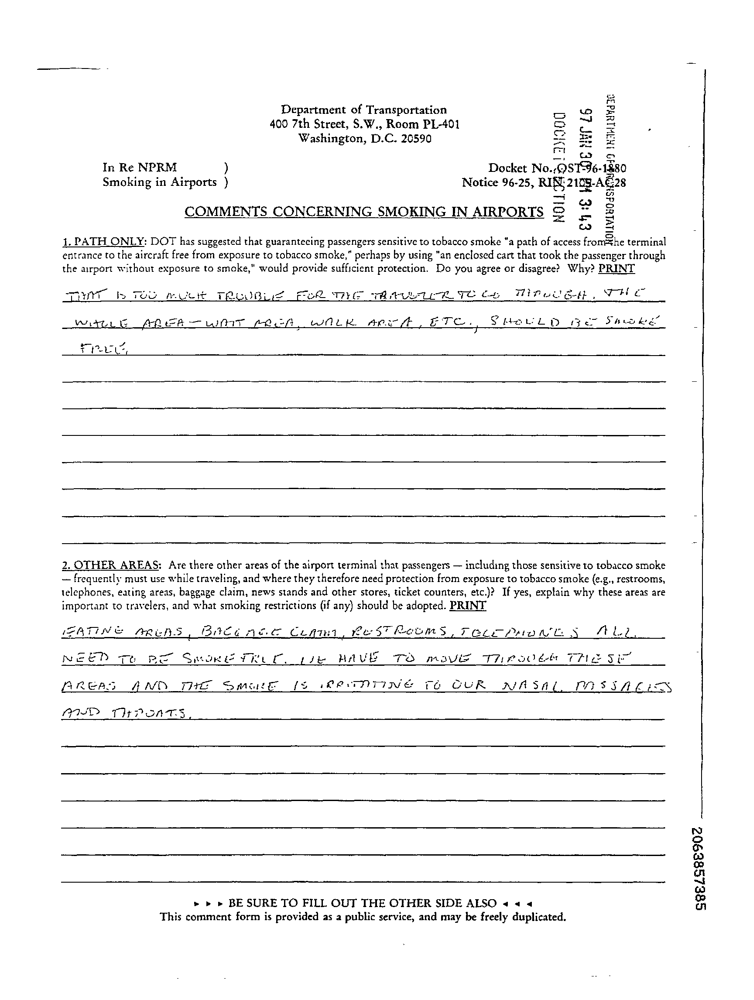 Department of Transportation
400 7th Street, S.W., Room PL-401
Washington, D.C. 20590
DEPARTMENT OF TRANSPORTATION
97 JAN 30 3:43
DOCKET SECTION
In Re NPRM )
Smoking in Airports )
Docket No. OST-96-1880
Notice 96-25, RIN 2105-AC28
COMMENTS CONCERNING SMOKING IN AIRPORTS
1. PATH ONLY: DOT has suggested that guaranteeing passengers sensitive to tobacco smoke "a path of access from the terminal
entrance to the aircraft free from exposure to tobacco smoke," perhaps by using "an enclosed cart that took the passenger through
the airport without exposure to smoke," would provide sufficient protection. Do you agree or disagree? Why? PRINT
THAT IS TOO MUCH TROUBLE FOR THE TRAVELER TO GO THROUGH. THE
WHOLE AREA - WAIT AREA, WALK AREA, ETC., SHOULD BE SMOKE
FREE.
2. OTHER AREAS: Are there other areas of the airport terminal that passengers — including those sensitive to tobacco smoke
— frequently must use while traveling, and where they therefore need protection from exposure to tobacco smoke (e.g., restrooms,
telephones, eating areas, baggage claim, news stands and other stores, ticket counters, etc.)? If yes, explain why these areas are
important to travelers, and what smoking restrictions (if any) should be adopted. PRINT
EATING AREAS, BAGGAGE CLAIM, RESTROOMS, TELEPHONES ALL
NEED TO BE SMOKE FREE. WE HAVE TO MOVE THROUGH THESE
AREAS AND THE SMOKE IS IRRITATING TO OUR NASAL PASSAGES
AND THROATS.
► ► ► BE SURE TO FILL OUT THE OTHER SIDE ALSO ◄ ◄ ◄
This comment form is provided as a public service, and may be freely duplicated.
2063857385